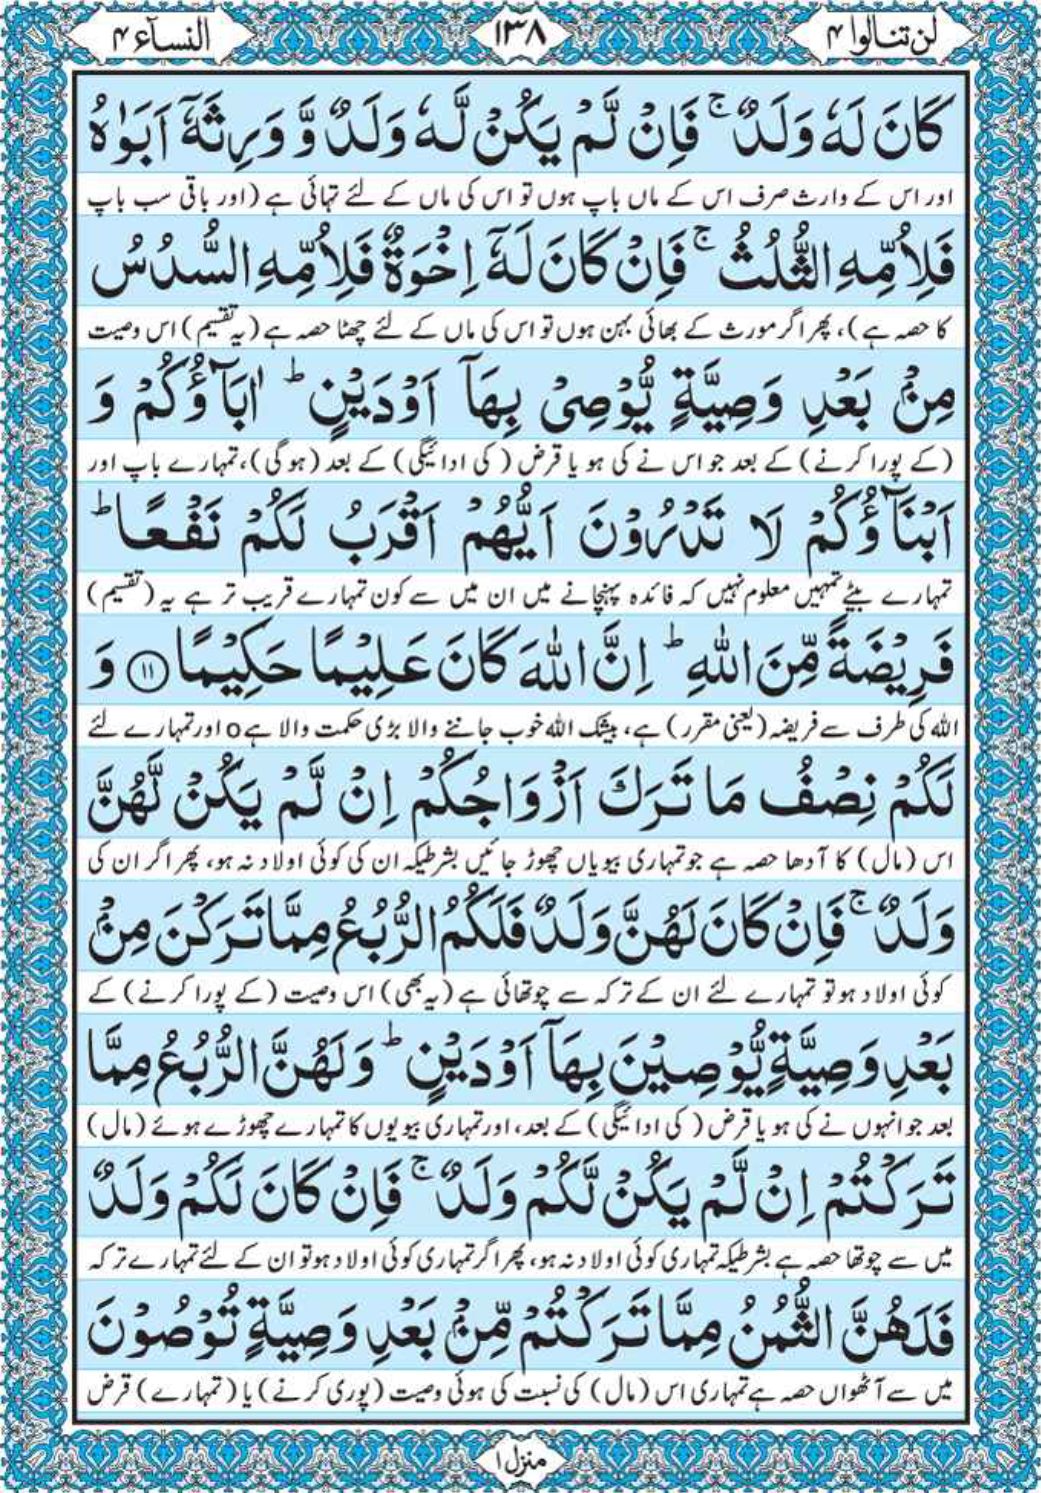 النسآء ۴
۱۳۸
لن تنالوا ۴
كَانَ لَهٗ وَلَدٌ ۚ فَاِنْ لَّمْ يَكُنْ لَّهٗ وَلَدٌ وَّ وَرِثَهٗۤ اَبَوٰهُ
اور اس کے وارث صرف اس کے ماں باپ ہوں تو اس کی ماں کے لئے تہائی ہے (اور باقی سب باپ
فَلِاُمِّهِ الثُّلُثُ ۚ فَاِنْ كَانَ لَهٗۤ اِخْوَةٌ فَلِاُمِّهِ السُّدُسُ
کا حصہ ہے)، پھر اگر مورث کے بھائی بہن ہوں تو اس کی ماں کے لئے چھٹا حصہ ہے (یہ تقسیم) اس وصیت
مِنْۢ بَعْدِ وَصِيَّةٍ يُّوْصِيْ بِهَاۤ اَوْ دَيْنٍ ؕ اٰبَآؤُكُمْ وَ
(کے پورا کرنے) کے بعد جو اس نے کی ہو یا قرض (کی ادائیگی) کے بعد (ہو گی)، تمہارے باپ اور
اَبْنَآؤُكُمْ لَا تَدْرُوْنَ اَيُّهُمْ اَقْرَبُ لَكُمْ نَفْعًا ؕ
تمہارے بیٹے تمہیں معلوم نہیں کہ فائدہ پہنچانے میں ان میں سے کون تمہارے قریب تر ہے یہ (تقسیم)
فَرِيْضَةً مِّنَ اللّٰهِ ؕ اِنَّ اللّٰهَ كَانَ عَلِيْمًا حَكِيْمًا ۝۱۱ وَ
اللہ کی طرف سے فریضہ (یعنی مقرر) ہے، بیشک اللہ خوب جاننے والا بڑی حکمت والا ہےo اور تمہارے لئے
لَكُمْ نِصْفُ مَا تَرَكَ اَزْوَاجُكُمْ اِنْ لَّمْ يَكُنْ لَّهُنَّ
اس (مال) کا آدھا حصہ ہے جو تمہاری بیویاں چھوڑ جائیں بشرطیکہ ان کی کوئی اولاد نہ ہو، پھر اگر ان کی
وَلَدٌ ۚ فَاِنْ كَانَ لَهُنَّ وَلَدٌ فَلَكُمُ الرُّبُعُ مِمَّا تَرَكْنَ مِنْۢ
کوئی اولاد ہو تو تمہارے لئے ان کے ترکہ سے چوتھائی ہے (یہ بھی) اس وصیت (کے پورا کرنے) کے
بَعْدِ وَصِيَّةٍ يُّوْصِيْنَ بِهَاۤ اَوْ دَيْنٍ ؕ وَ لَهُنَّ الرُّبُعُ مِمَّا
بعد جو انہوں نے کی ہو یا قرض (کی ادائیگی) کے بعد، اور تمہاری بیویوں کا تمہارے چھوڑے ہوئے (مال)
تَرَكْتُمْ اِنْ لَّمْ يَكُنْ لَّكُمْ وَلَدٌ ۚ فَاِنْ كَانَ لَكُمْ وَلَدٌ
میں سے چوتھا حصہ ہے بشرطیکہ تمہاری کوئی اولاد نہ ہو، پھر اگر تمہاری کوئی اولاد ہو تو ان کے لئے تمہارے ترکہ
فَلَهُنَّ الثُّمُنُ مِمَّا تَرَكْتُمْ مِّنْۢ بَعْدِ وَصِيَّةٍ تُوْصُوْنَ
میں سے آٹھواں حصہ ہے تمہاری اس (مال) کی نسبت کی ہوئی وصیت (پوری کرنے) یا (تمہارے) قرض
منزل ۱